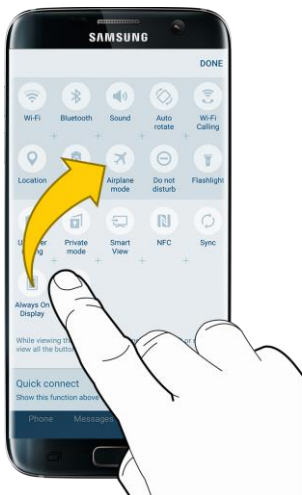 SAMSUNG
DONE
Wi-Fi Bluetooth Sound Auto rotate Wi-Fi Calling
Location Airplane mode Do not disturb Flashlight
Private mode Smart View NFC Sync
Always On Display
While viewing
view all the
Quick connect
Show this function above
Phone Messages